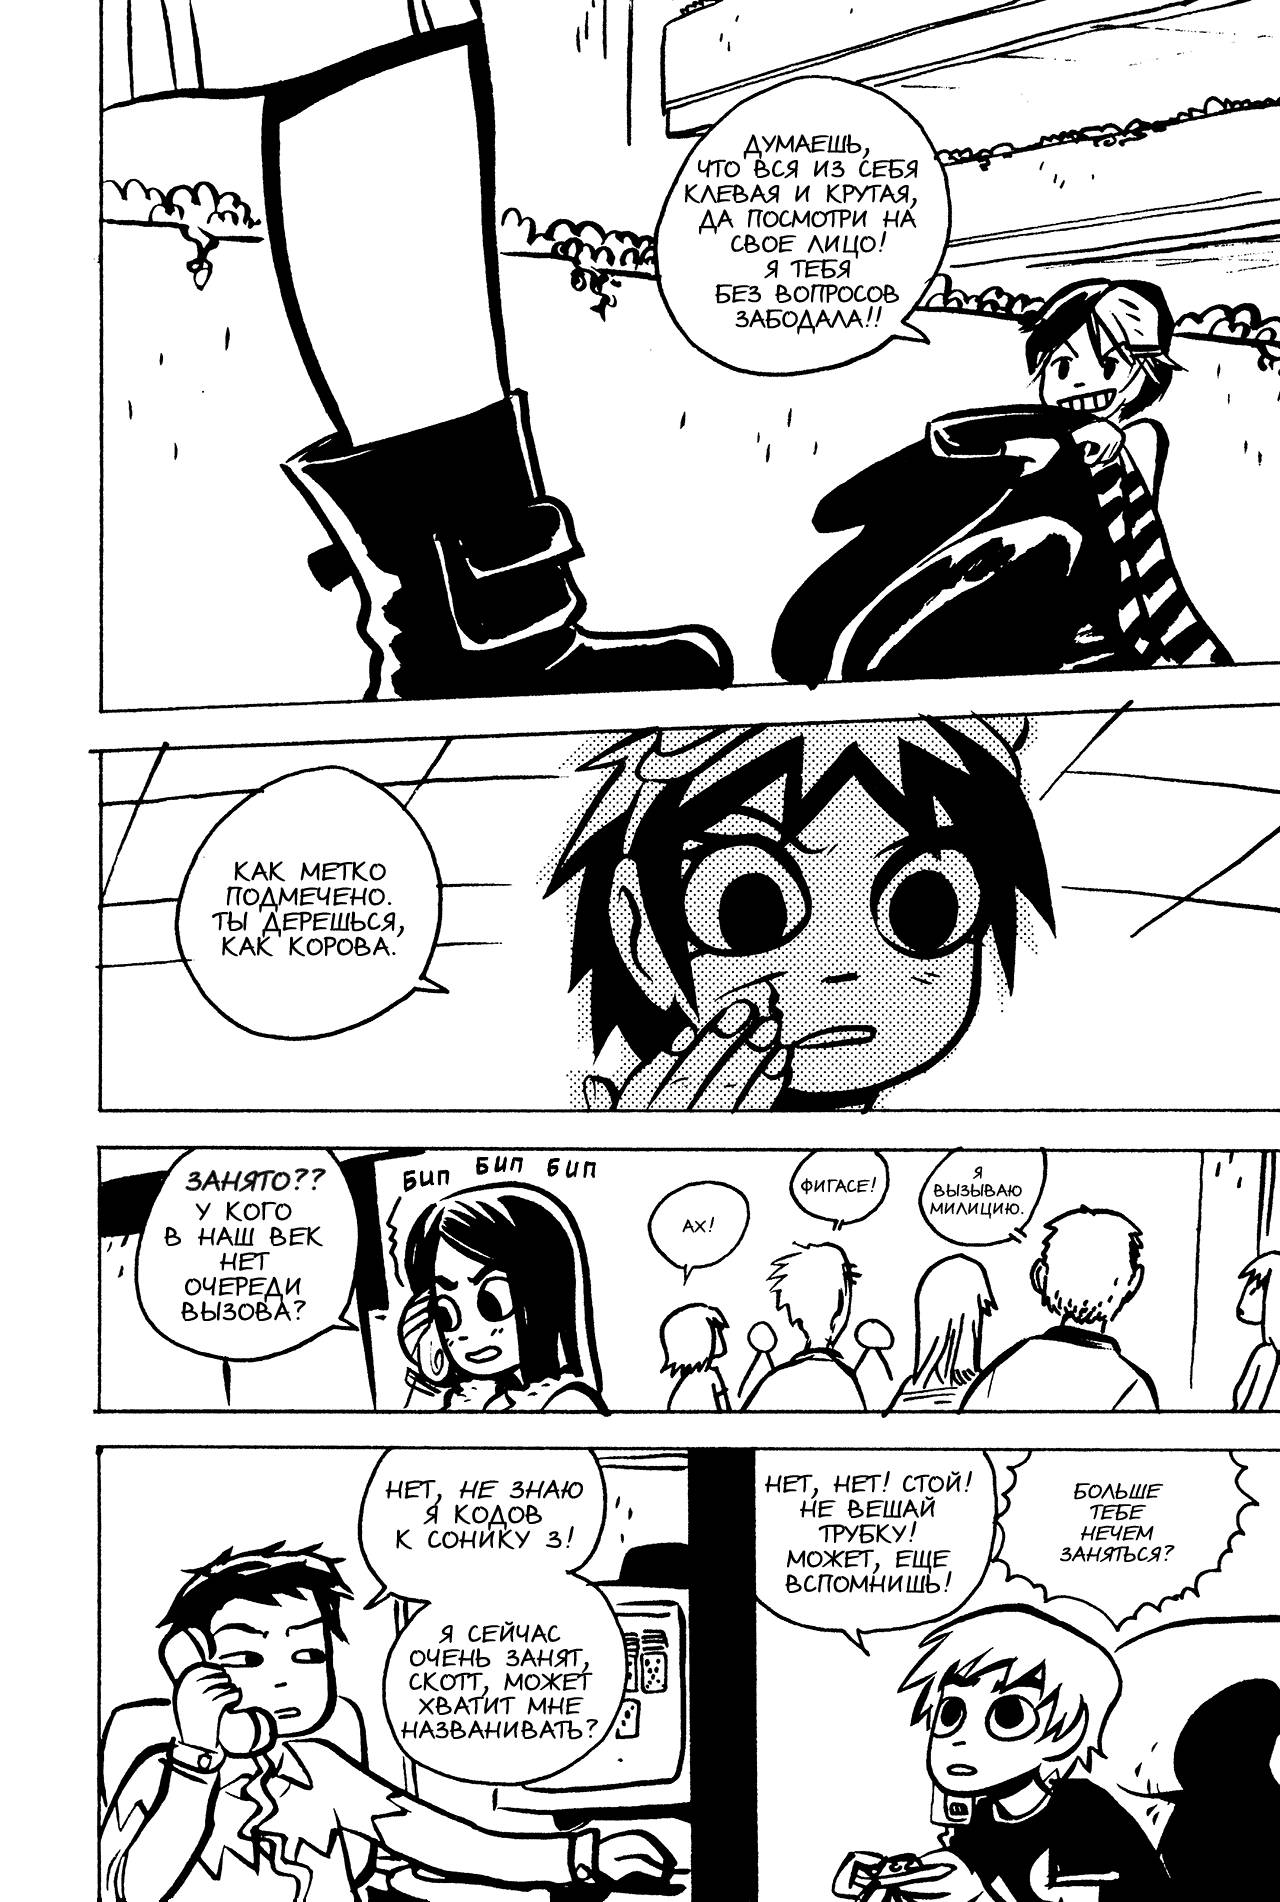 ДУМАЕШЬ,
ЧТО ВСЯ ИЗ СЕБЯ
КЛЕВАЯ И КРУТАЯ,
ДА ПОСМОТРИ НА
СВОЕ ЛИЦО!
Я ТЕБЯ
БЕЗ ВОПРОСОВ
ЗАБОДАЛА!!
КАК МЕТКО
ПОДМЕЧЕНО.
ТЫ ДЕРЕШЬСЯ,
КАК КОРОВА.
ЗАНЯТО??
У КОГО
В НАШ ВЕК
НЕТ
ОЧЕРЕДИ
ВЫЗОВА?
БИП БИП БИП
АХ!
ФИГАСЕ!
Я
ВЫЗЫВАЮ
МИЛИЦИЮ.
НЕТ, НЕ ЗНАЮ
Я КОДОВ
К СОНИКУ 3!
Я СЕЙЧАС
ОЧЕНЬ ЗАНЯТ,
СКОТТ, МОЖЕТ
ХВАТИТ МНЕ
НАЗВАНИВАТЬ?
НЕТ, НЕТ! СТОЙ!
НЕ ВЕШАЙ
ТРУБКУ!
МОЖЕТ, ЕЩЕ
ВСПОМНИШЬ!
БОЛЬШЕ
ТЕБЕ
НЕЧЕМ
ЗАНЯТЬСЯ?